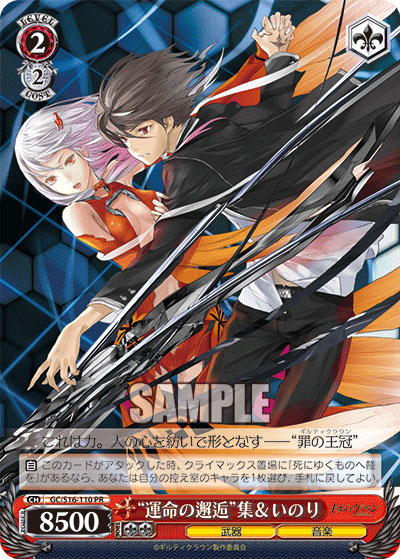 LEVEL
2
2
COST
SAMPLE
ギルティクラウン
これは力。人の心を紡いで形となす──“罪の王冠”
このカードがアタックした時、クライマックス置場に「死にゆくものへ餞
があるなら、あなたは自分の控え室のキャラを1枚選び、手札に戻してよい。
GC/S16-110 PR
8500
“運命の邂逅”集&いのり
武器
音楽
©ギルティクラウン製作委員会